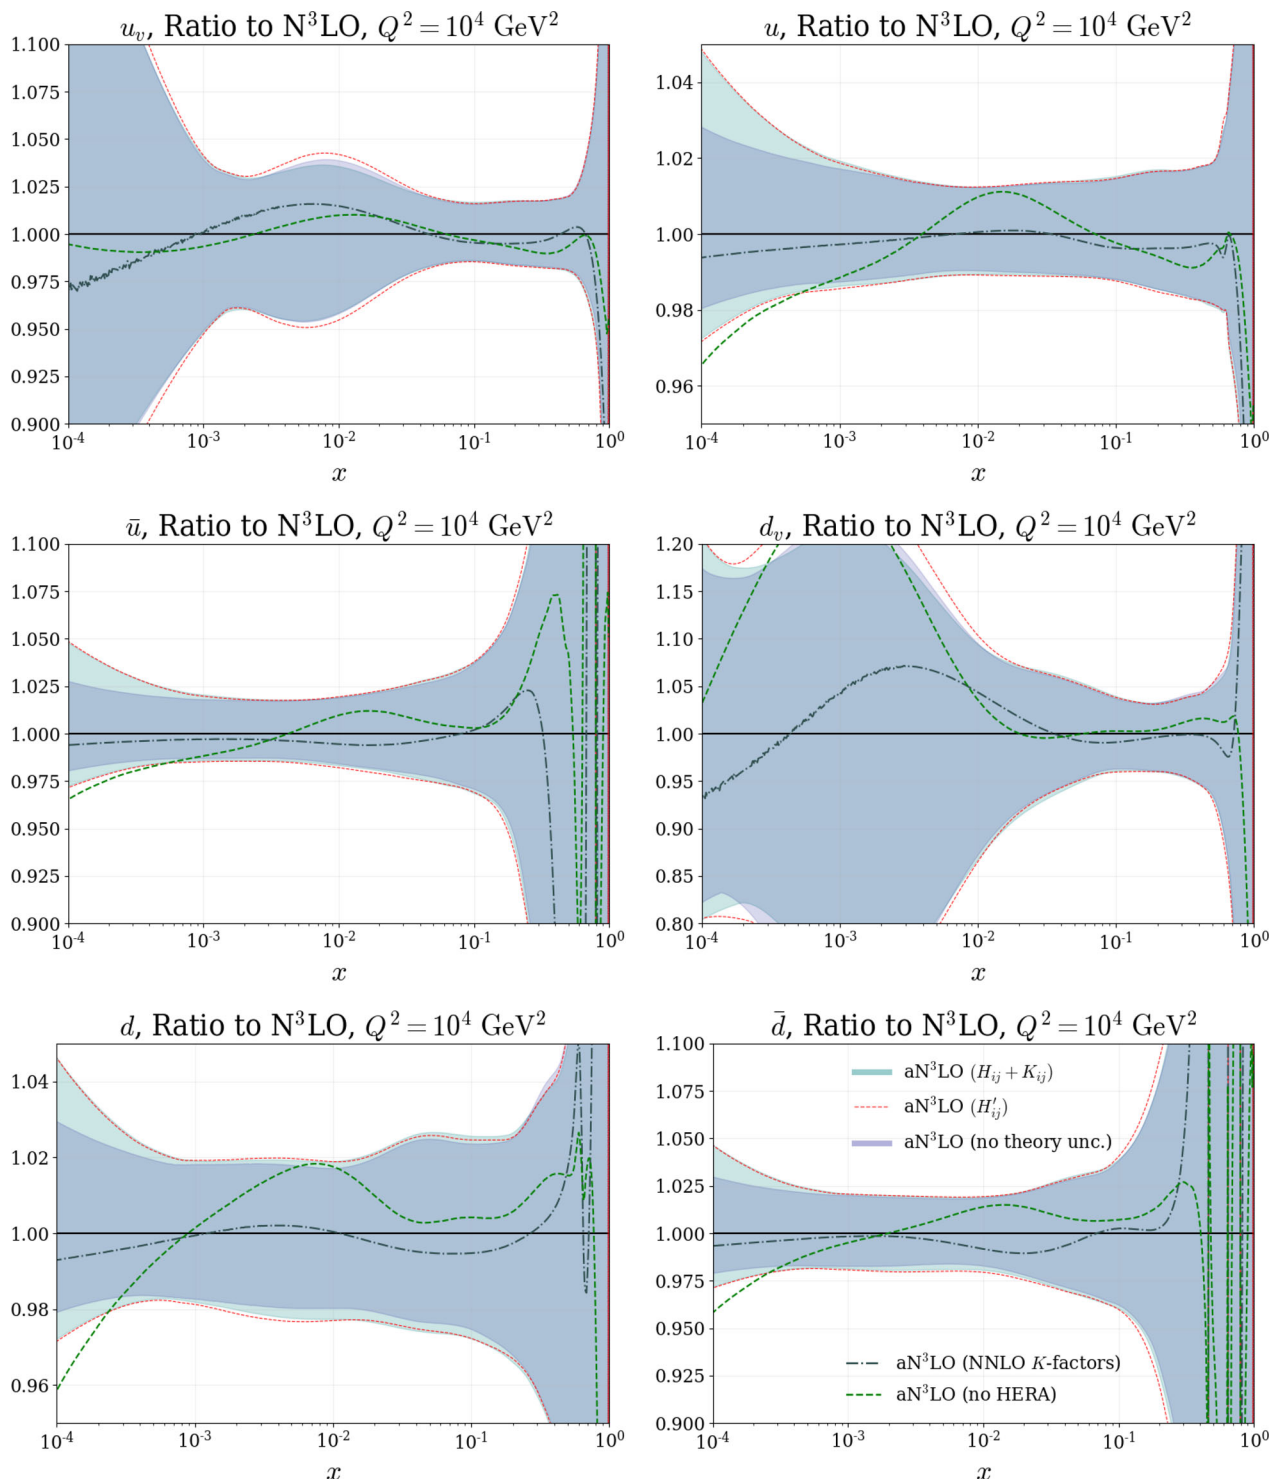 u_v, Ratio to N³LO, Q² = 10⁴ GeV²
1.100
1.075
1.050
1.025
1.000
0.975
0.950
0.925
0.900
10⁻⁴ 10⁻³ 10⁻² 10⁻¹ 10⁰
x
u, Ratio to N³LO, Q² = 10⁴ GeV²
1.04
1.02
1.00
0.98
0.96
10⁻⁴ 10⁻³ 10⁻² 10⁻¹ 10⁰
x
ū, Ratio to N³LO, Q² = 10⁴ GeV²
1.100
1.075
1.050
1.025
1.000
0.975
0.950
0.925
0.900
10⁻⁴ 10⁻³ 10⁻² 10⁻¹ 10⁰
x
d_v, Ratio to N³LO, Q² = 10⁴ GeV²
1.20
1.15
1.10
1.05
1.00
0.95
0.90
0.85
0.80
10⁻⁴ 10⁻³ 10⁻² 10⁻¹ 10⁰
x
d, Ratio to N³LO, Q² = 10⁴ GeV²
1.04
1.02
1.00
0.98
0.96
10⁻⁴ 10⁻³ 10⁻² 10⁻¹ 10⁰
x
d̄, Ratio to N³LO, Q² = 10⁴ GeV²
1.100
1.075
1.050
1.025
1.000
0.975
0.950
0.925
0.900
aN³LO (H_ij + K_ij)
aN³LO (H′_ij)
aN³LO (no theory unc.)
aN³LO (NNLO K-factors)
aN³LO (no HERA)
10⁻⁴ 10⁻³ 10⁻² 10⁻¹ 10⁰
x